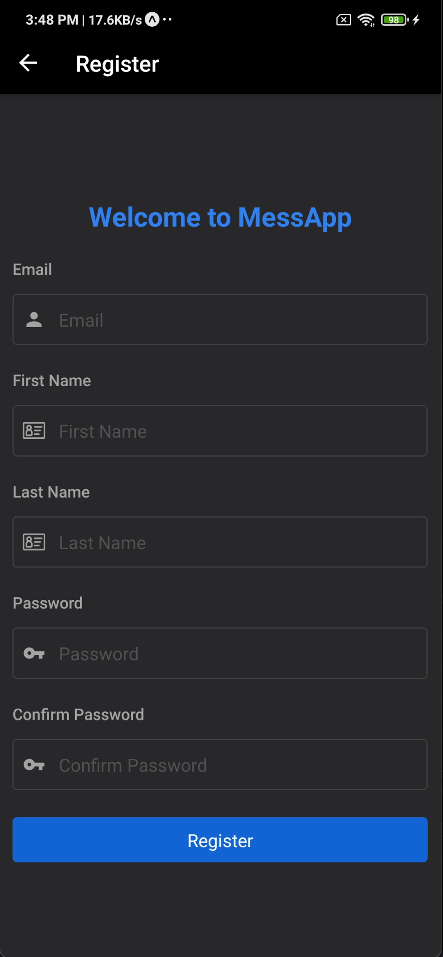 3:48 PM | 17.6KB/s
98
Register
Welcome to MessApp
Email
Email
First Name
First Name
Last Name
Last Name
Password
Password
Confirm Password
Confirm Password
Register